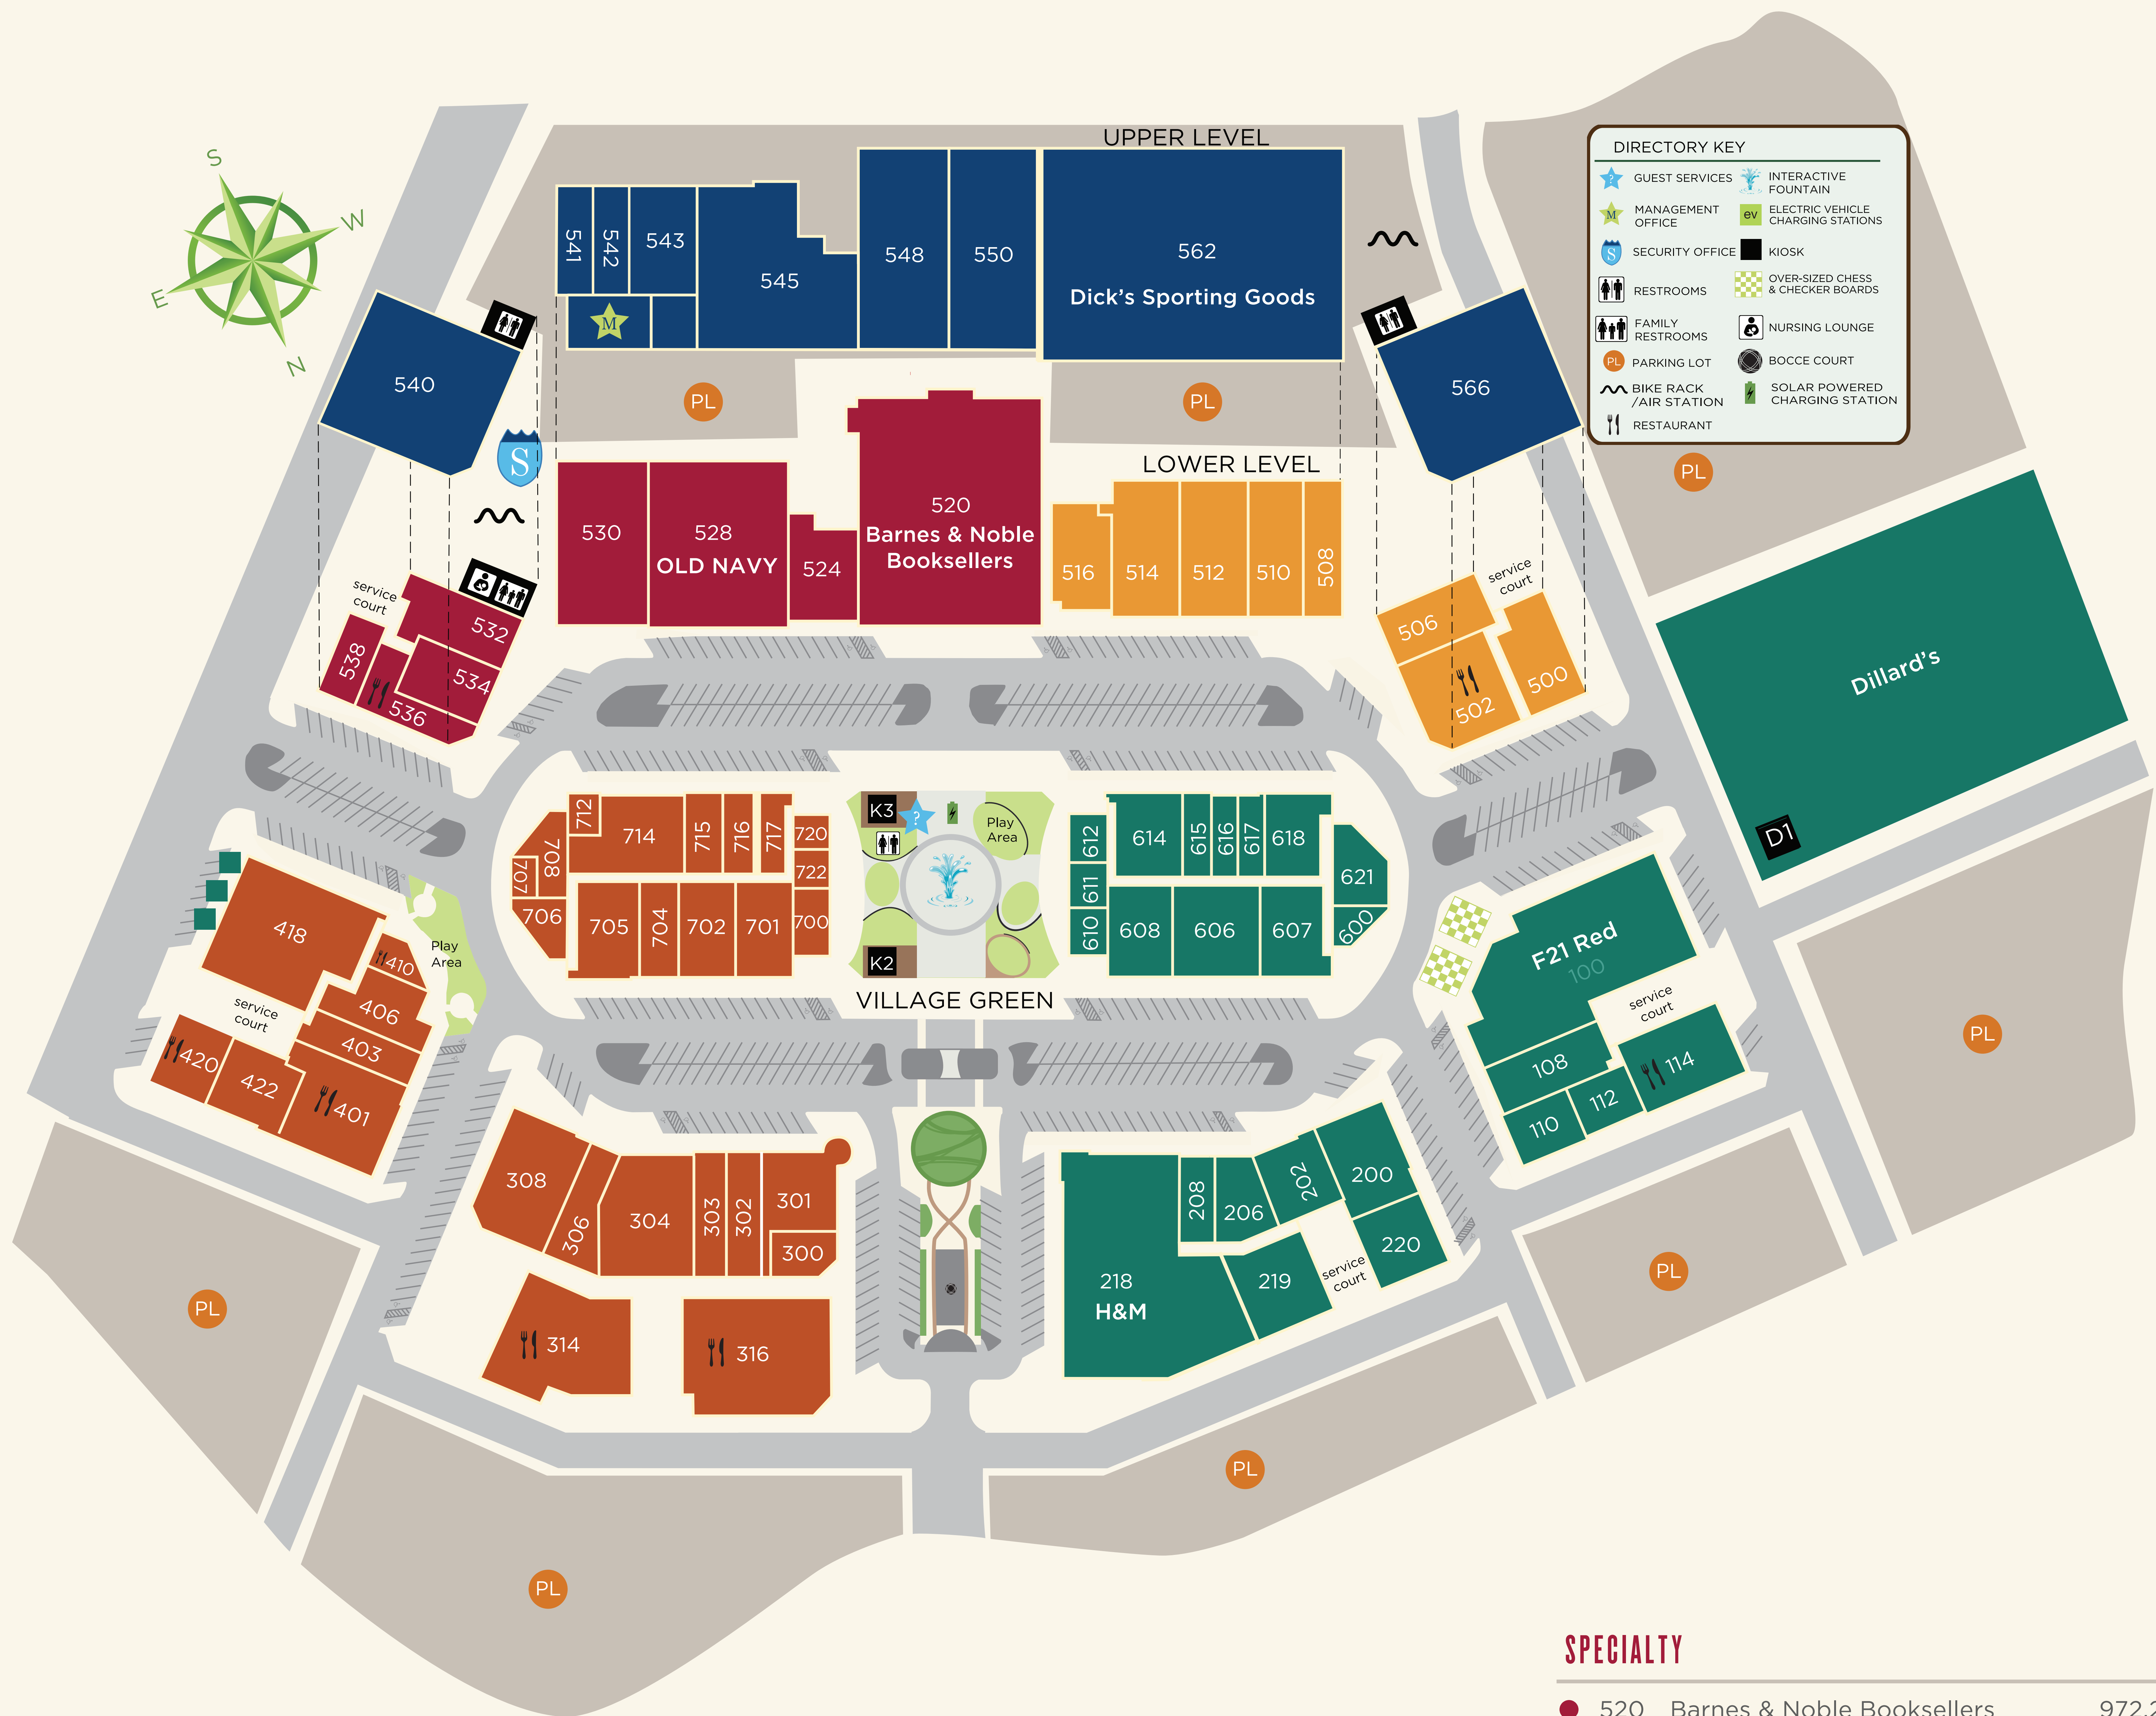 S
W
E
N
UPPER LEVEL
541
542
543
545
548
550
562
Dick's Sporting Goods
M
540
566
PL
PL
S
DIRECTORY KEY
? GUEST SERVICES
INTERACTIVE
FOUNTAIN
M MANAGEMENT
OFFICE
ev ELECTRIC VEHICLE
CHARGING STATIONS
S SECURITY OFFICE
KIOSK
RESTROOMS
OVER-SIZED CHESS
& CHECKER BOARDS
FAMILY
RESTROOMS
NURSING LOUNGE
PL PARKING LOT
BOCCE COURT
BIKE RACK
/AIR STATION
SOLAR POWERED
CHARGING STATION
RESTAURANT
PL
LOWER LEVEL
530
528
OLD NAVY
524
520
Barnes & Noble
Booksellers
516
514
512
510
508
service
court
532
538
534
536
service
court
506
502
500
Dillard's
D1
712
714
715
716
717
720
708
707
722
706
705
704
702
701
700
K3
?
Play
Area
K2
VILLAGE GREEN
612
614
615
616
617
618
611
621
610
608
606
607
600
418
410
Play
Area
406
service
court
403
420
422
401
F21 Red
100
service
court
108
114
112
110
PL
308
306
304
303
302
301
300
314
316
208
206
202
200
220
218
H&M
219
service
court
PL
PL
PL
PL
SPECIALTY
520 Barnes & Noble Booksellers